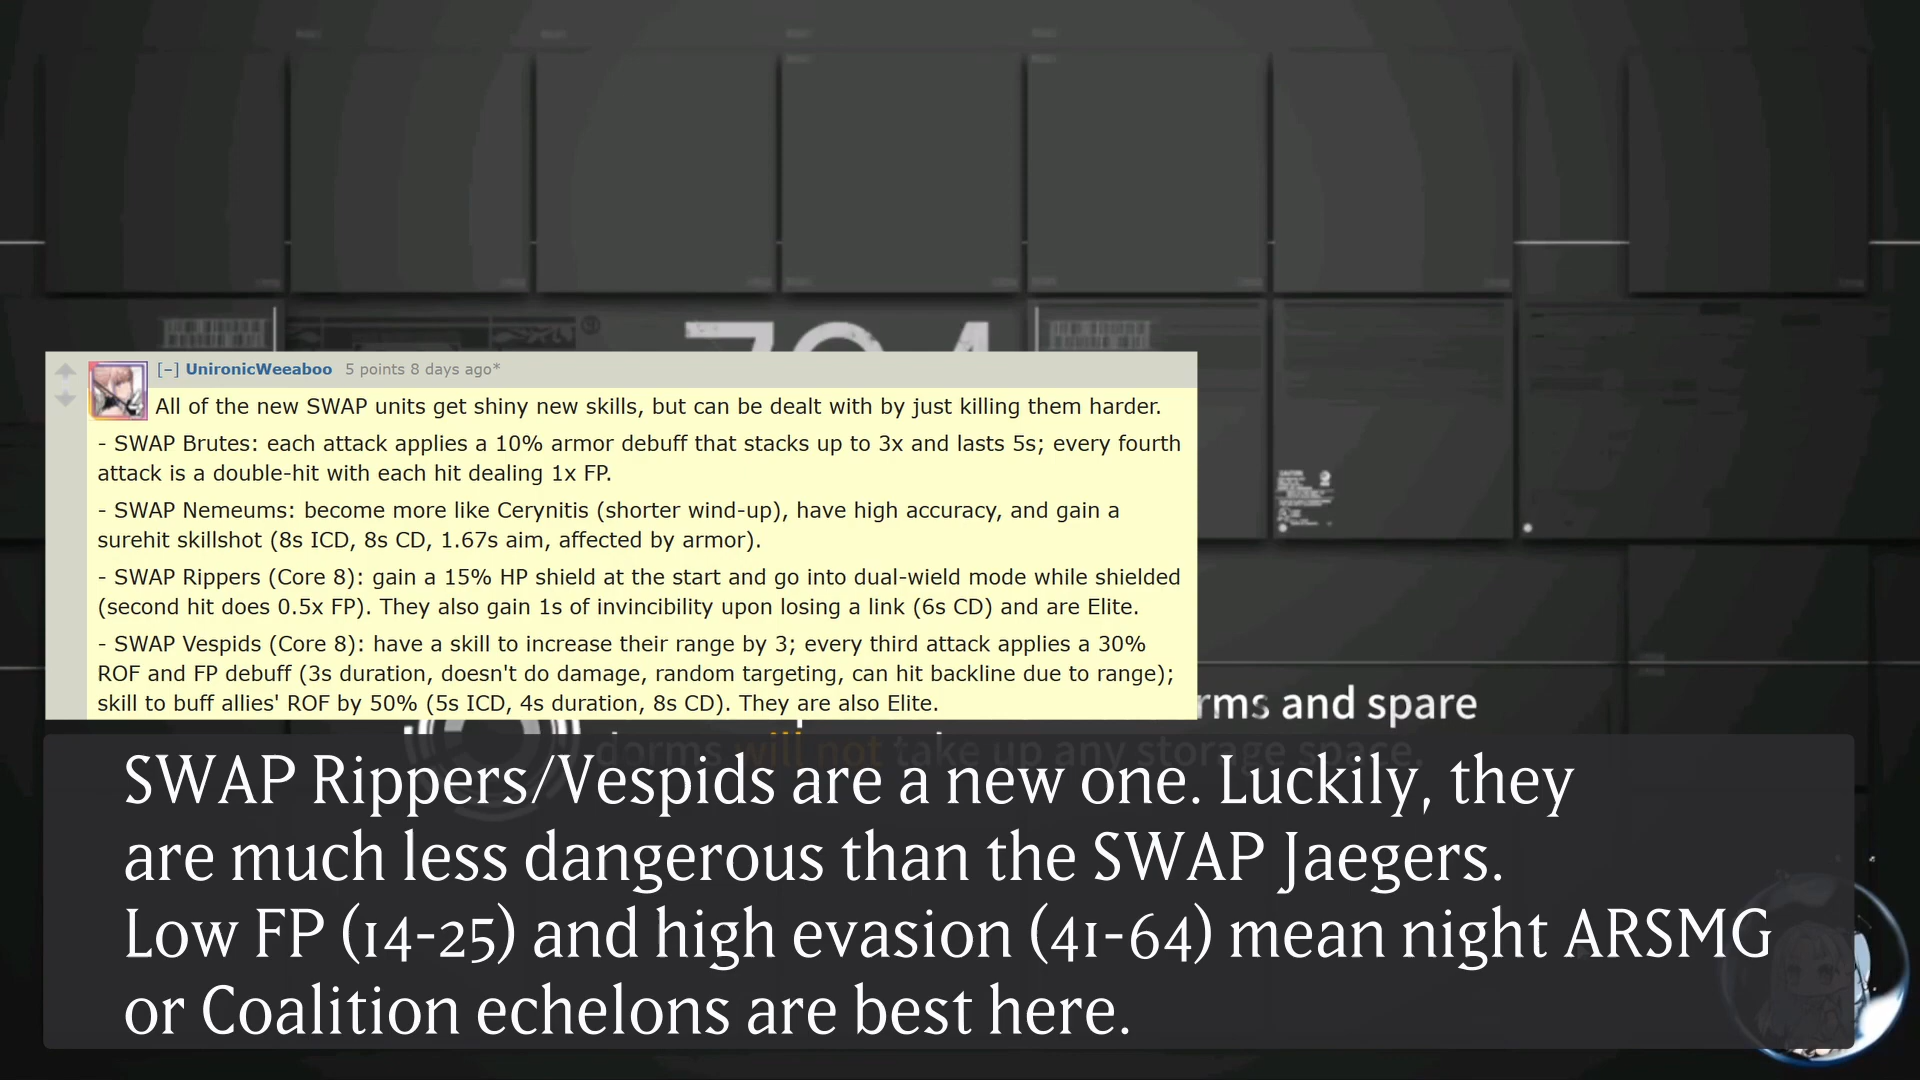 [–] UnironicWeeaboo 5 points 8 days ago*
All of the new SWAP units get shiny new skills, but can be dealt with by just killing them harder.
- SWAP Brutes: each attack applies a 10% armor debuff that stacks up to 3x and lasts 5s; every fourth
attack is a double-hit with each hit dealing 1x FP.
- SWAP Nemeums: become more like Cerynitis (shorter wind-up), have high accuracy, and gain a
surehit skillshot (8s ICD, 8s CD, 1.67s aim, affected by armor).
- SWAP Rippers (Core 8): gain a 15% HP shield at the start and go into dual-wield mode while shielded
(second hit does 0.5x FP). They also gain 1s of invincibility upon losing a link (6s CD) and are Elite.
- SWAP Vespids (Core 8): have a skill to increase their range by 3; every third attack applies a 30%
ROF and FP debuff (3s duration, doesn't do damage, random targeting, can hit backline due to range);
skill to buff allies' ROF by 50% (5s ICD, 4s duration, 8s CD). They are also Elite.
and spare
dorms will not take up any storage space.
SWAP Rippers/Vespids are a new one. Luckily, they
are much less dangerous than the SWAP Jaegers.
Low FP (14-25) and high evasion (41-64) mean night ARSMG
or Coalition echelons are best here.